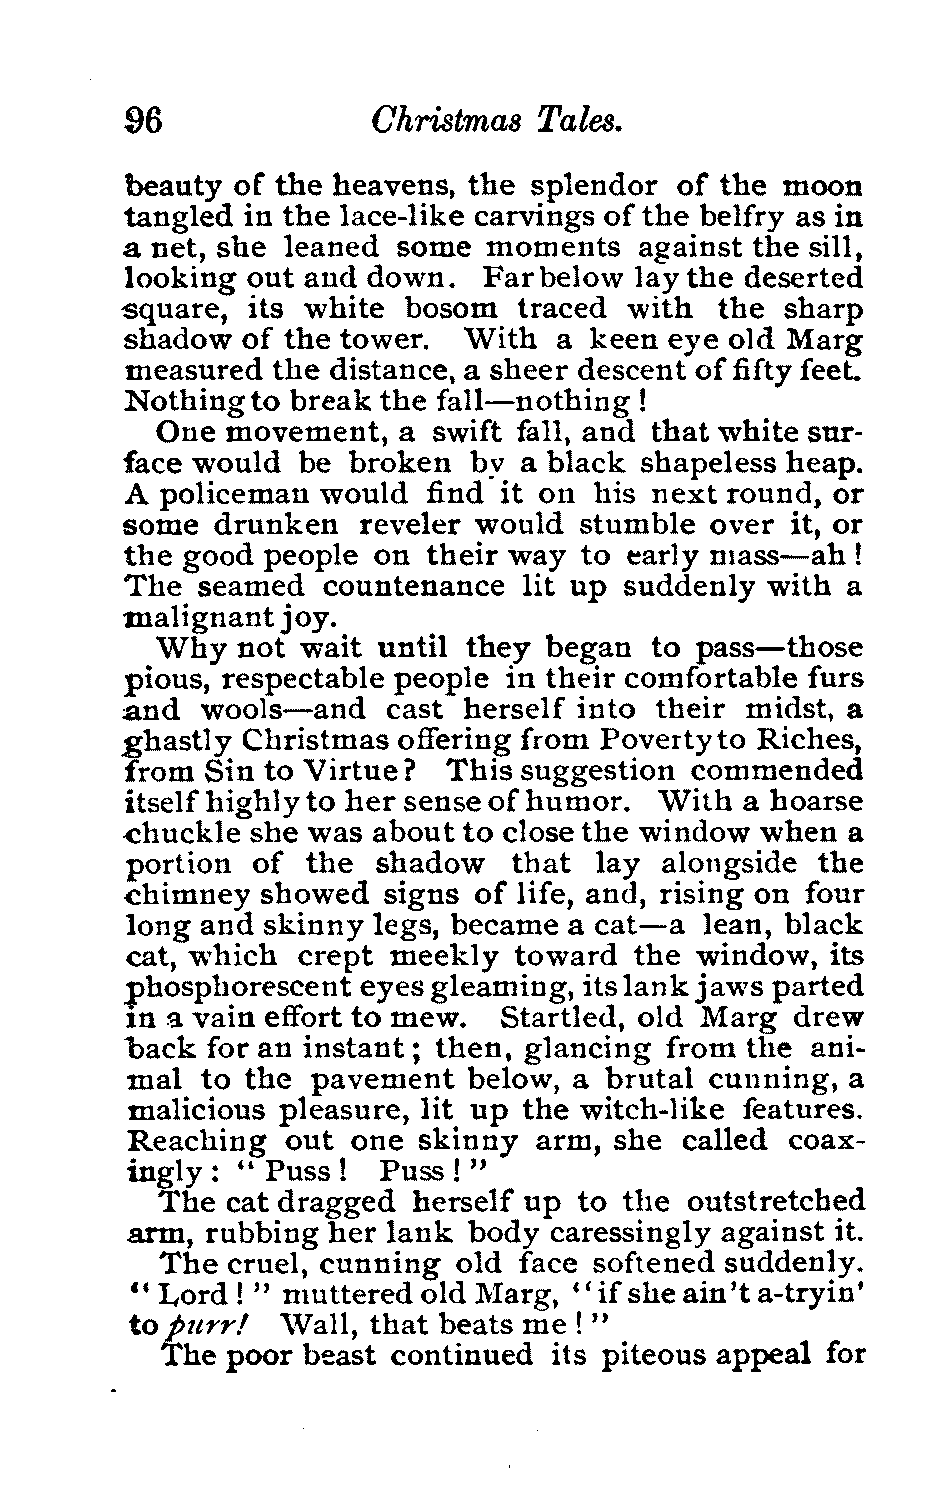 96 Christmas Tales.
beauty of the heavens, the splendor of the moon
tangled in the lace-like carvings of the belfry as in
a net, she leaned some moments against the sill,
looking out and down. Far below lay the deserted
square, its white bosom traced with the sharp
shadow of the tower. With a keen eye old Marg
measured the distance, a sheer descent of fifty feet.
Nothing to break the fall—nothing!
One movement, a swift fall, and that white sur-
face would be broken by a black shapeless heap.
A policeman would find it on his next round, or
some drunken reveler would stumble over it, or
the good people on their way to early mass—ah!
The seamed countenance lit up suddenly with a
malignant joy.
Why not wait until they began to pass—those
pious, respectable people in their comfortable furs
and wools—and cast herself into their midst, a
ghastly Christmas offering from Poverty to Riches,
from Sin to Virtue? This suggestion commended
itself highly to her sense of humor. With a hoarse
chuckle she was about to close the window when a
portion of the shadow that lay alongside the
chimney showed signs of life, and, rising on four
long and skinny legs, became a cat—a lean, black
cat, which crept meekly toward the window, its
phosphorescent eyes gleaming, its lank jaws parted
in a vain effort to mew. Startled, old Marg drew
back for an instant; then, glancing from the ani-
mal to the pavement below, a brutal cunning, a
malicious pleasure, lit up the witch-like features.
Reaching out one skinny arm, she called coax-
ingly: "Puss! Puss!"
The cat dragged herself up to the outstretched
arm, rubbing her lank body caressingly against it.
The cruel, cunning old face softened suddenly.
"Lord!" muttered old Marg, "if she ain't a-tryin'
to purr! Wall, that beats me!"
The poor beast continued its piteous appeal for